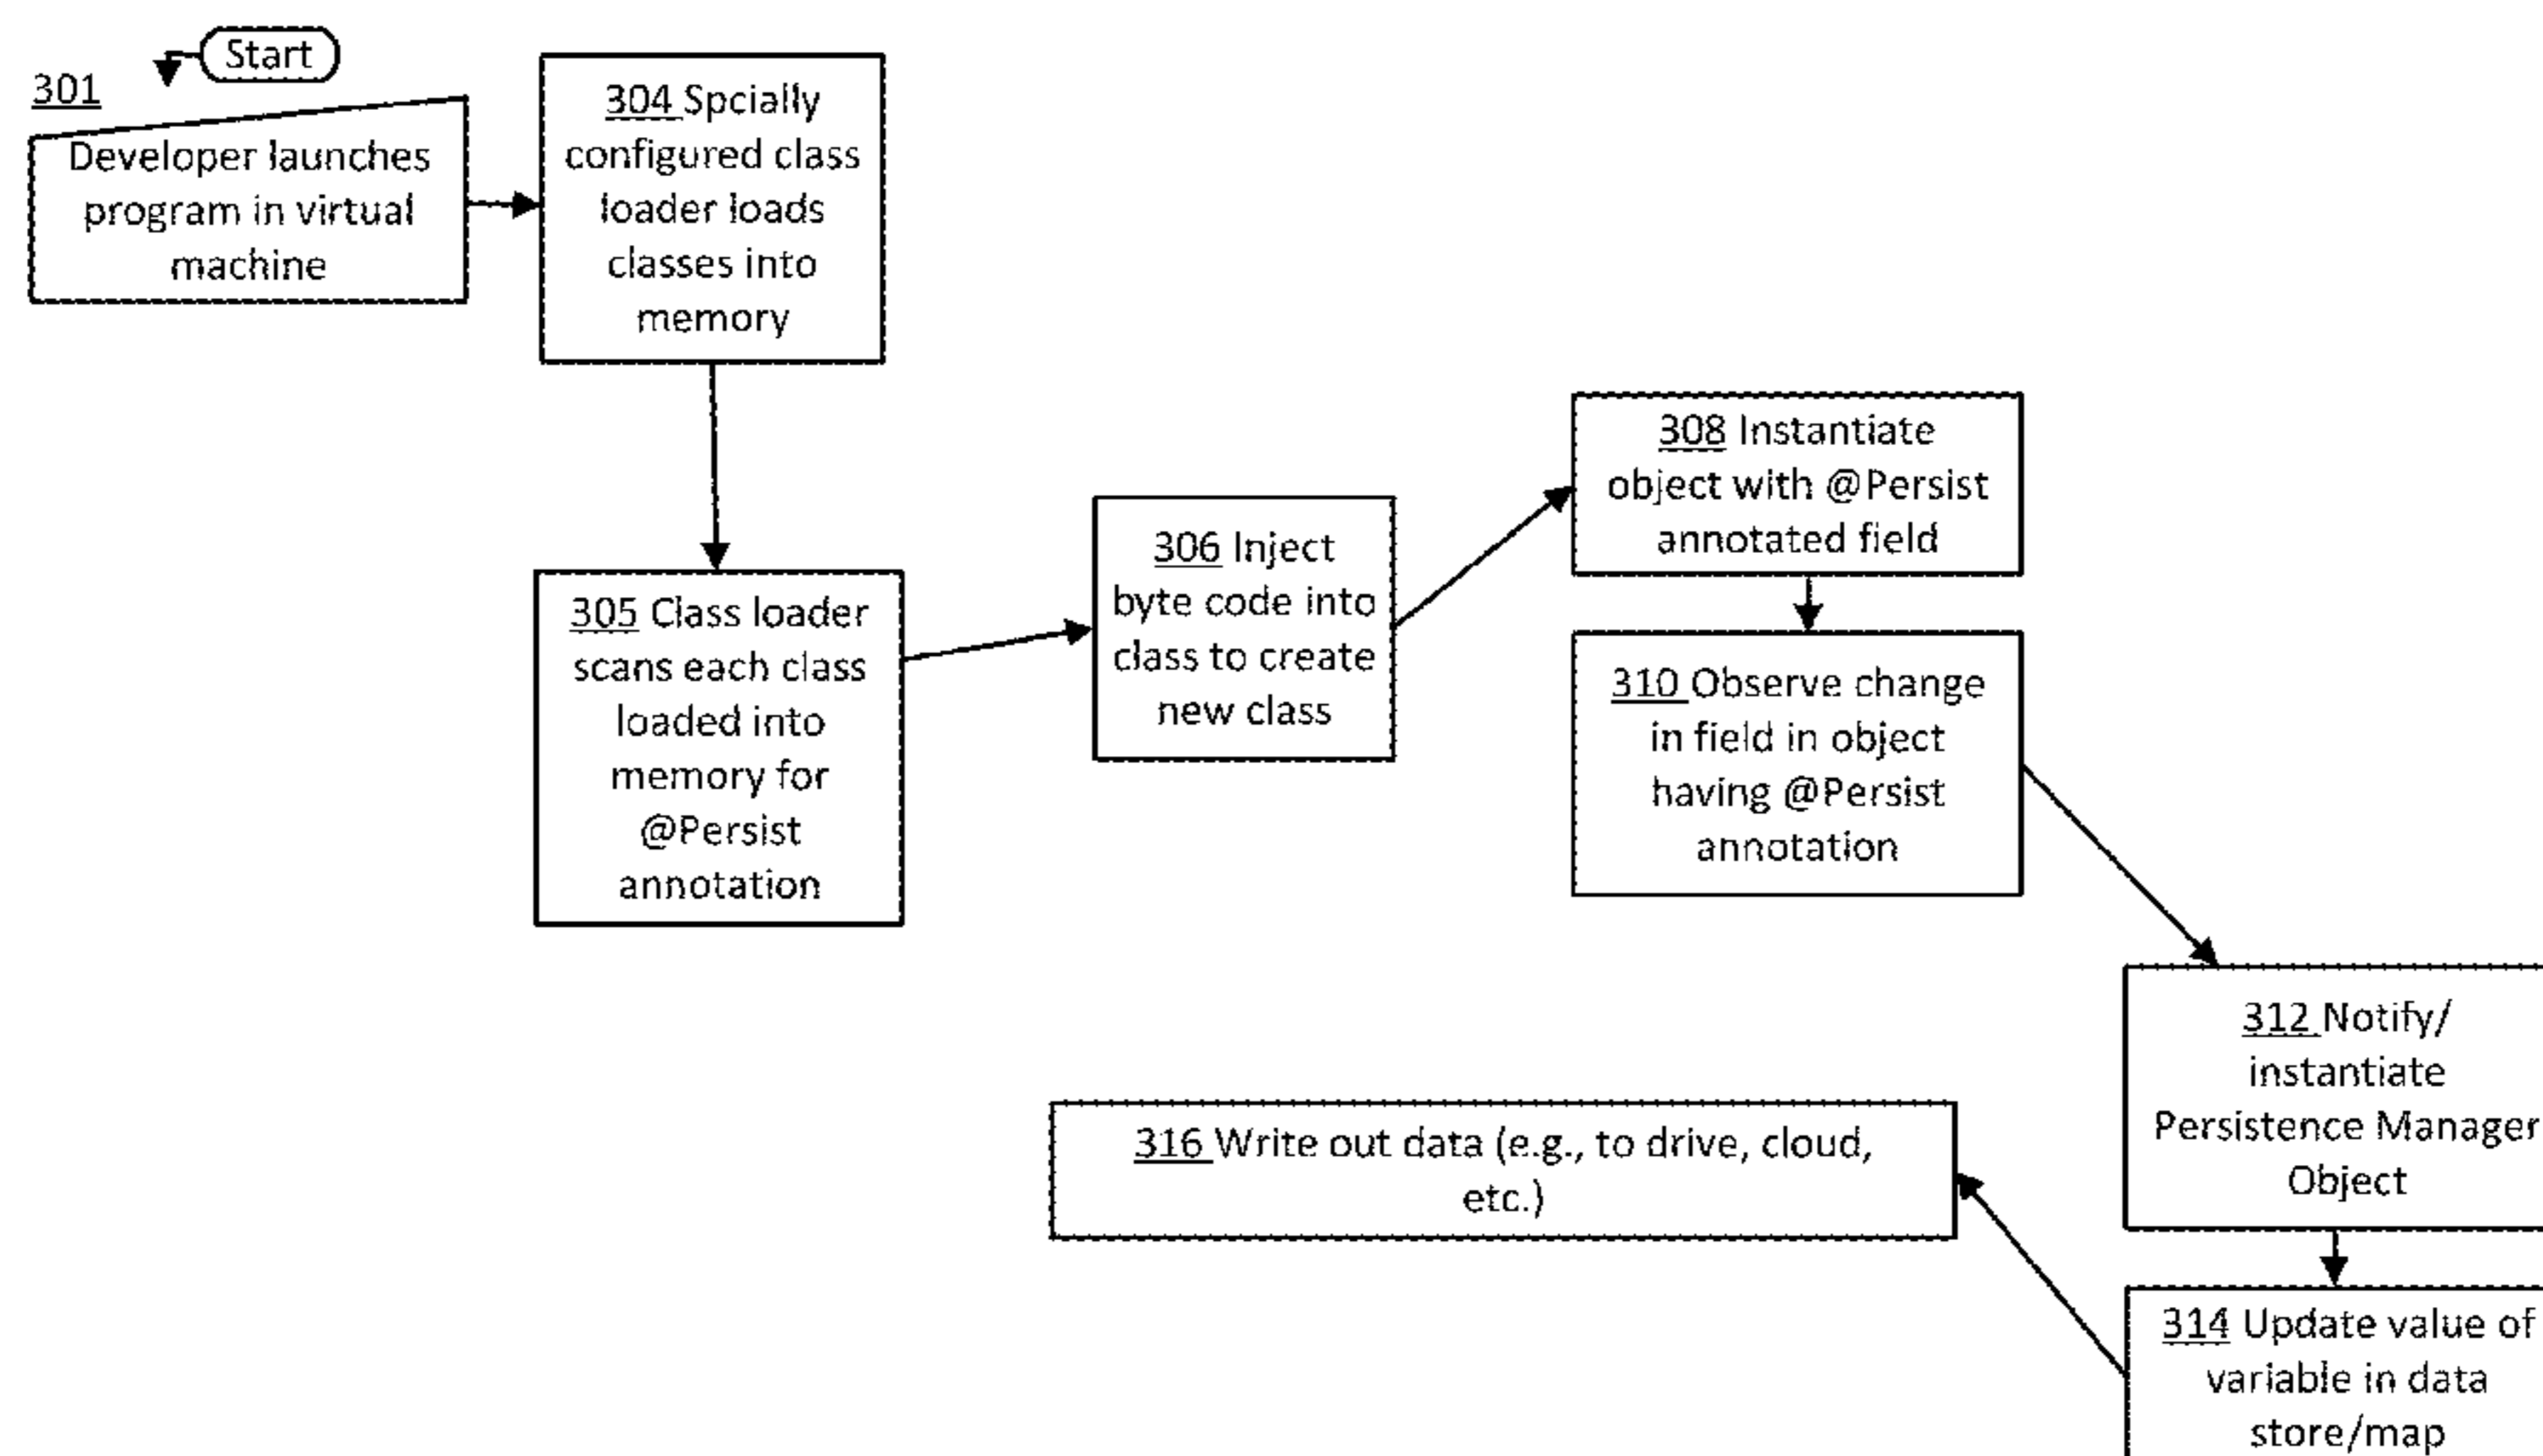 Start
301
Developer launches
program in virtual
machine
304 Spcially
configured class
loader loads
classes into
memory
305 Class loader
scans each class
loaded into
memory for
@Persist
annotation
306 Inject
byte code into
class to create
new class
308 Instantiate
object with @Persist
annotated field
310 Observe change
in field in object
having @Persist
annotation
312 Notify/
instantiate
Persistence Manager
Object
314 Update value of
variable in data
store/map
316 Write out data (e.g., to drive, cloud,
etc.)